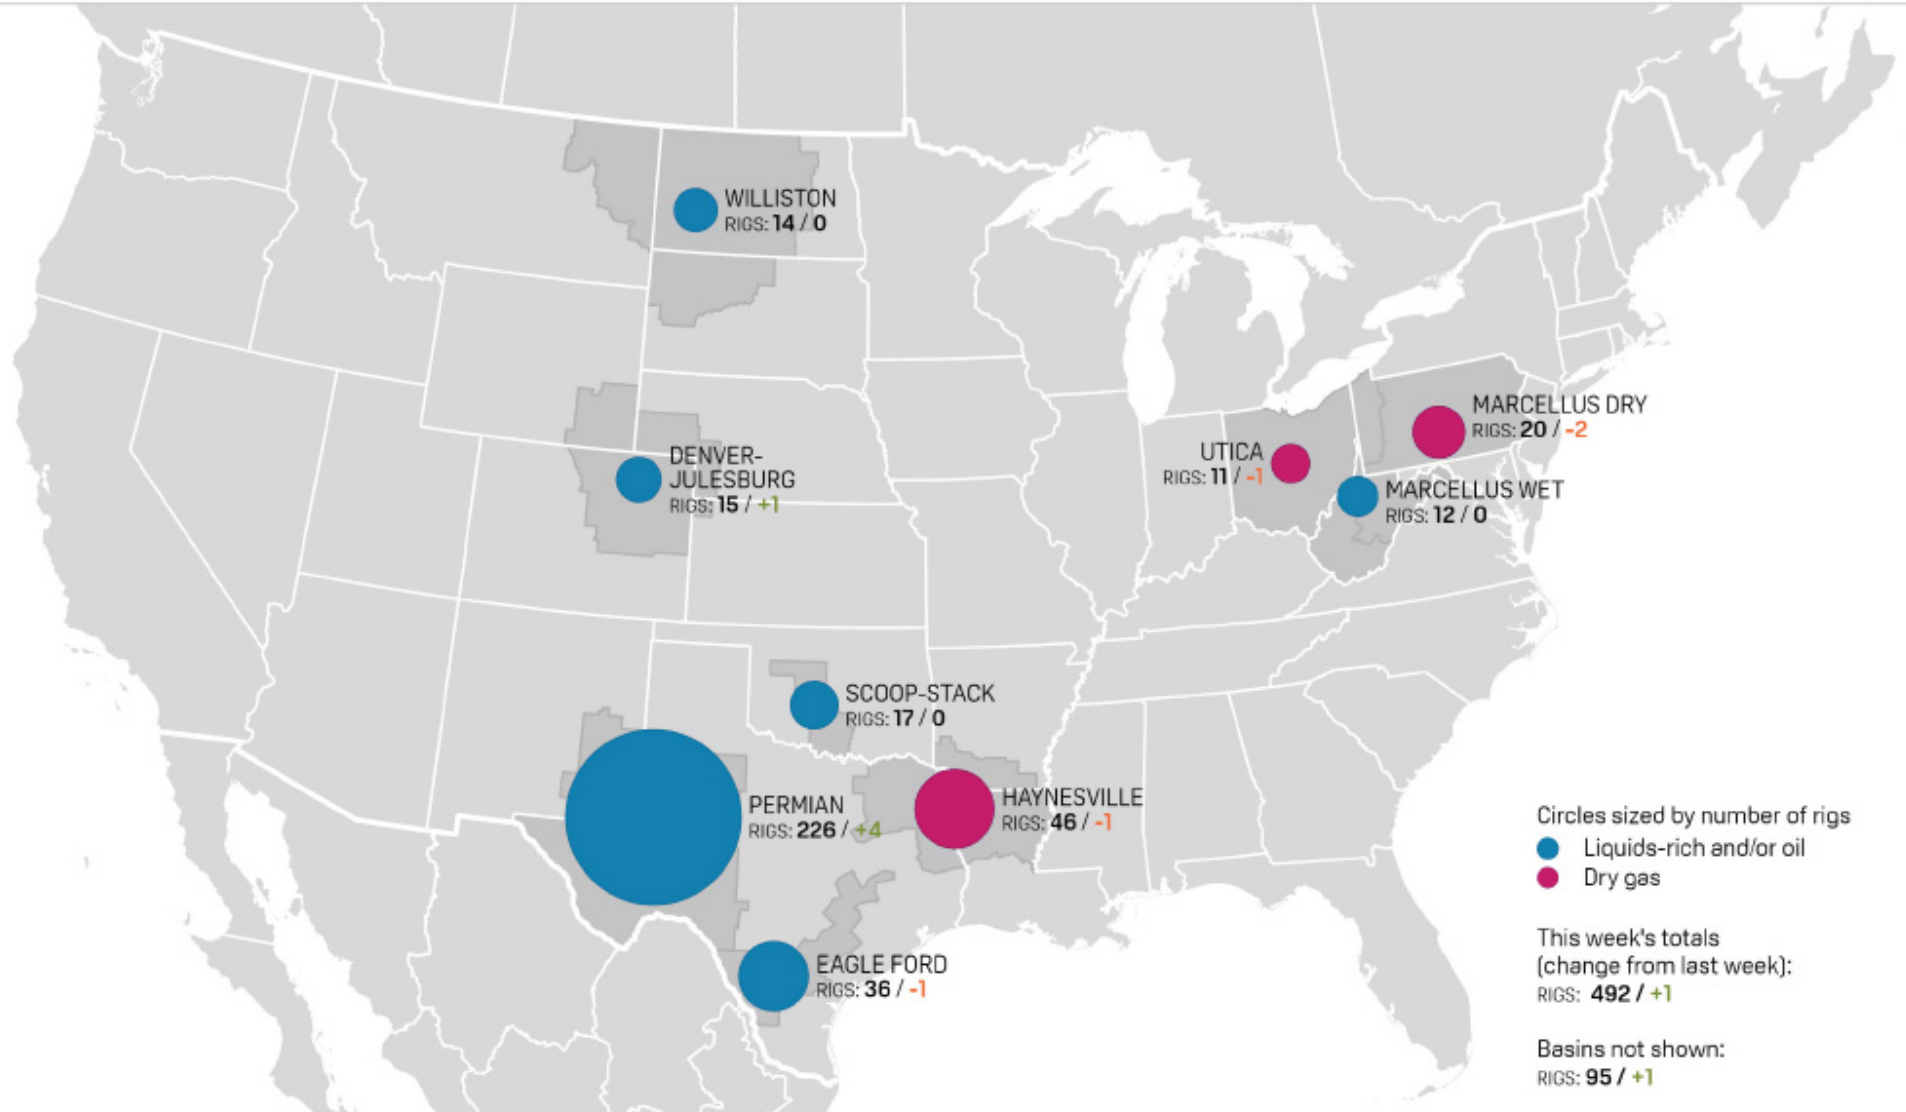 WILLISTON
RIGS: 14 / 0
DENVER-
JULESBURG
RIGS: 15 / +1
MARCELLUS DRY
RIGS: 20 / -2
UTICA
RIGS: 11 / -1
MARCELLUS WET
RIGS: 12 / 0
SCOOP-STACK
RIGS: 17 / 0
PERMIAN
RIGS: 226 / +4
HAYNESVILLE
RIGS: 46 / -1
EAGLE FORD
RIGS: 36 / -1
Circles sized by number of rigs
Liquids-rich and/or oil
Dry gas
This week's totals
(change from last week):
RIGS: 492 / +1
Basins not shown:
RIGS: 95 / +1